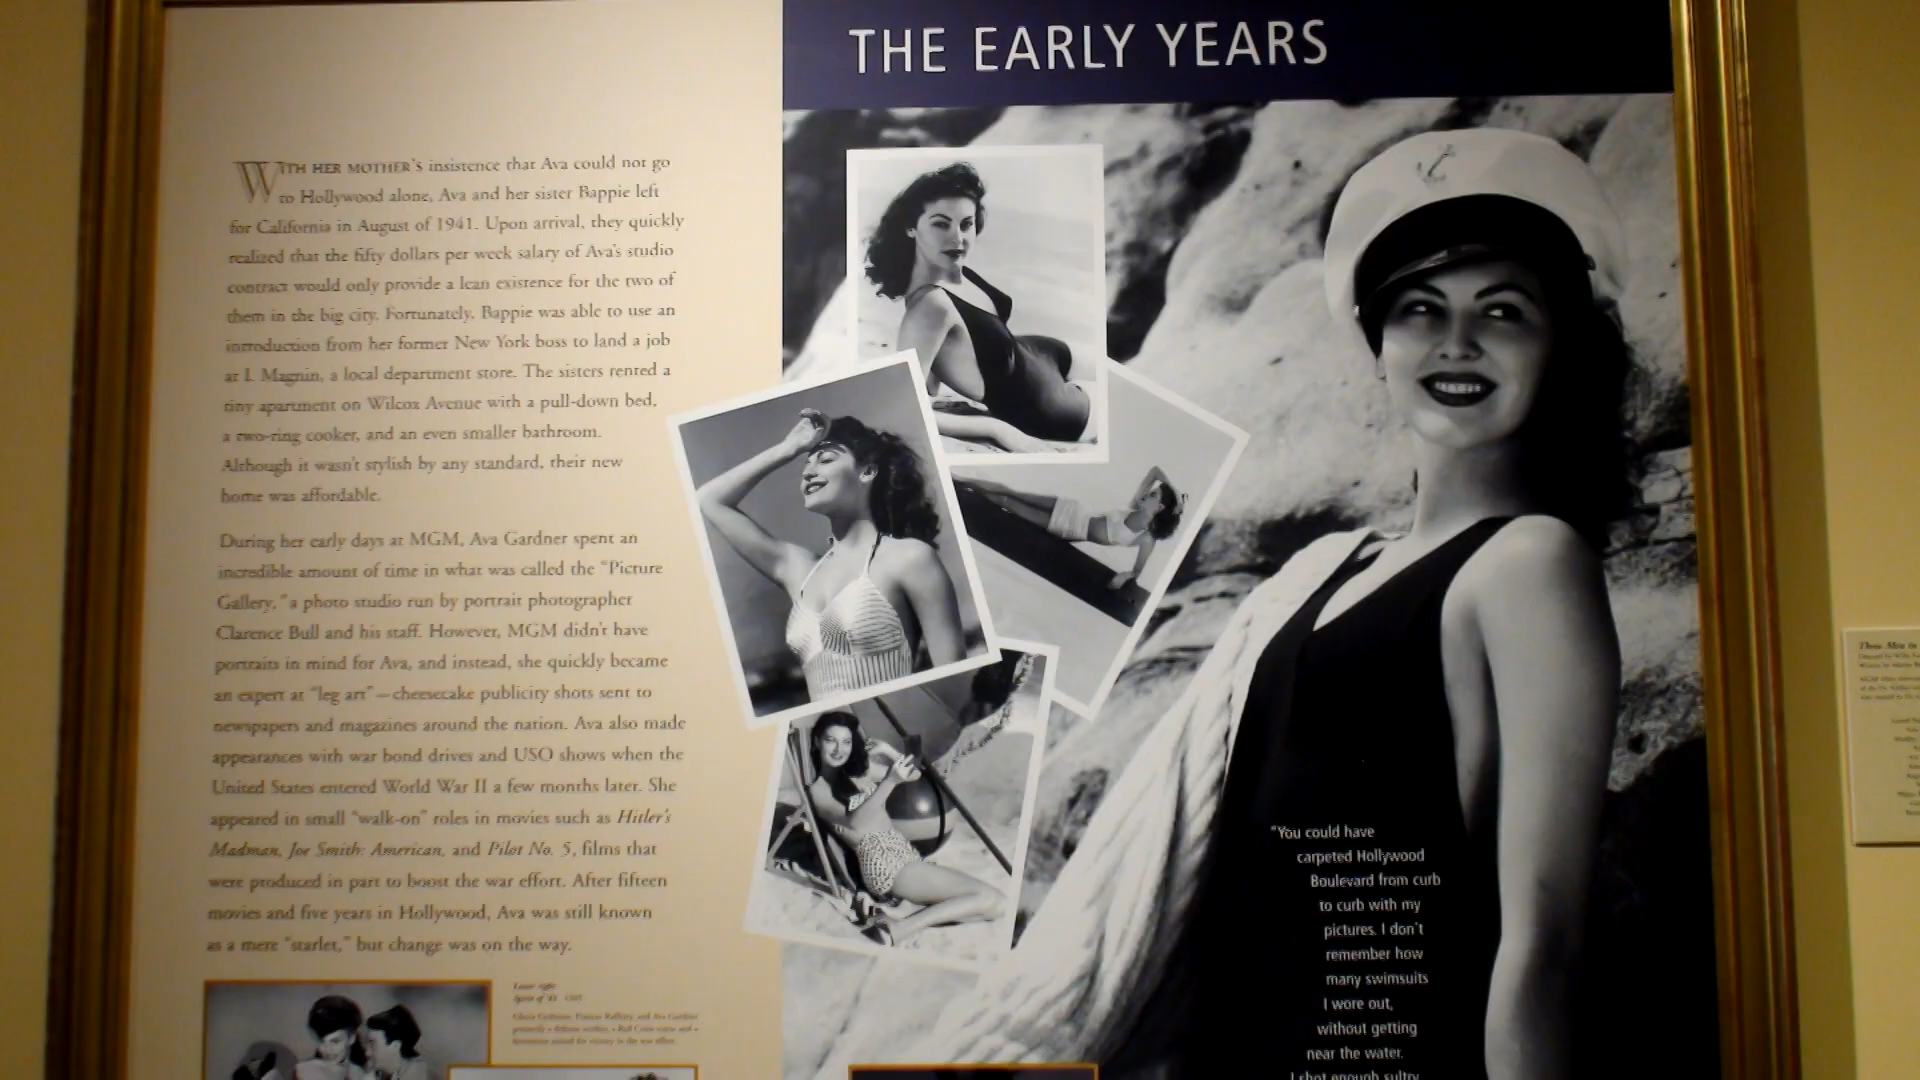 THE EARLY YEARS
WITH HER MOTHER'S insistence that Ava could not go
to Hollywood alone, Ava and her sister Bappie left
for California in August of 1941. Upon arrival, they quickly
realized that the fifty dollars per week salary of Ava's studio
contract would only provide a lean existence for the two of
them in the big city. Fortunately, Bappie was able to use an
introduction from her former New York boss to land a job
at I. Magnin, a local department store. The sisters rented a
tiny apartment on Wilcox Avenue with a pull-down bed,
a two-ring cooker, and an even smaller bathroom.
Although it wasn't stylish by any standard, their new
home was affordable.
During her early days at MGM, Ava Gardner spent an
incredible amount of time in what was called the "Picture
Gallery," a photo studio run by portrait photographer
Clarence Bull and his staff. However, MGM didn't have
portraits in mind for Ava, and instead, she quickly became
an expert at "leg art"—cheesecake publicity shots sent to
newspapers and magazines around the nation. Ava also made
appearances with war bond drives and USO shows when the
United States entered World War II a few months later. She
appeared in small "walk-on" roles in movies such as Hitler's
Madman, Joe Smith: American, and Pilot No. 5, films that
were produced in part to boost the war effort. After fifteen
movies and five years in Hollywood, Ava was still known
as a mere "starlet," but change was on the way.
"You could have
carpeted Hollywood
Boulevard from curb
to curb with my
pictures. I don't
remember how
many swimsuits
I wore out,
without getting
near the water.
I shot enough sultry